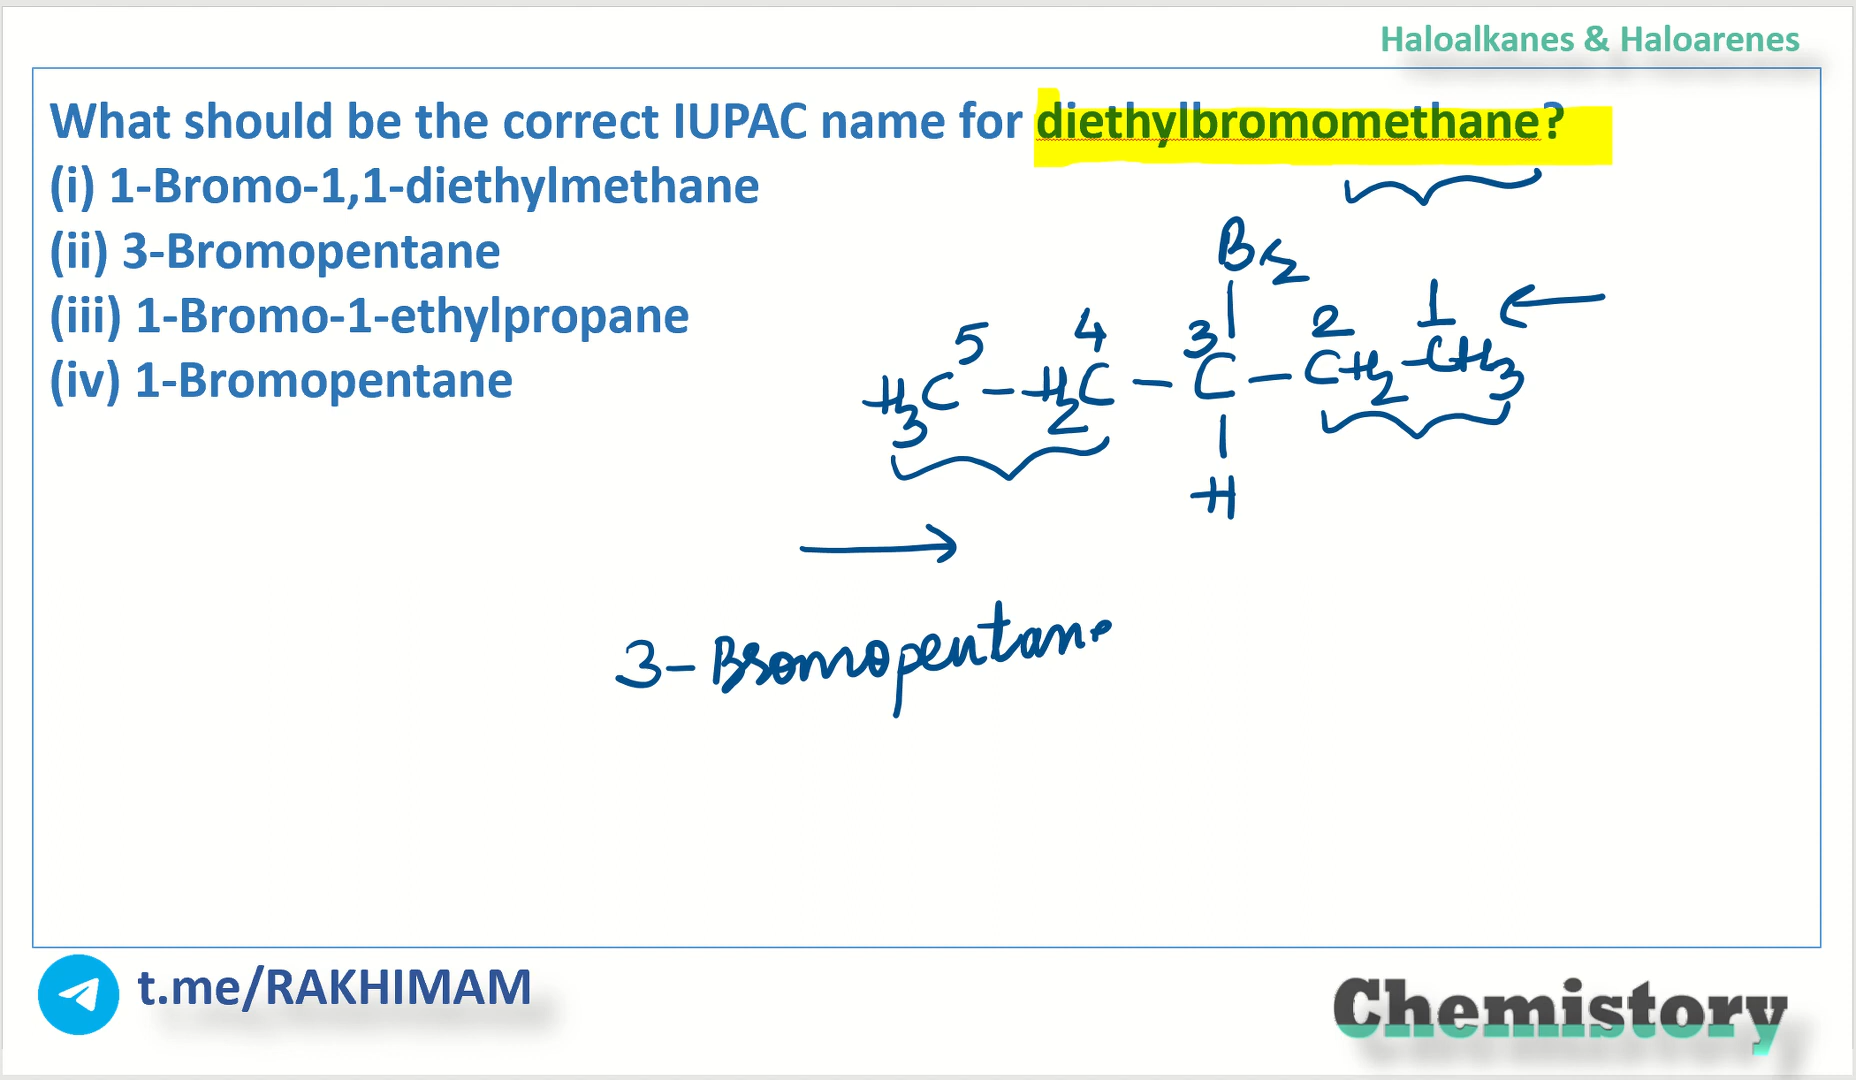 Haloalkanes & Haloarenes
What should be the correct IUPAC name for diethylbromomethane?
(i) 1-Bromo-1,1-diethylmethane
(ii) 3-Bromopentane
(iii) 1-Bromo-1-ethylpropane
(iv) 1-Bromopentane
Br
5 4 3 2 1
H₃C - H₂C - C - CH₂ - CH₃
H
3-Bromopentane
t.me/RAKHIMAM
Chemistory